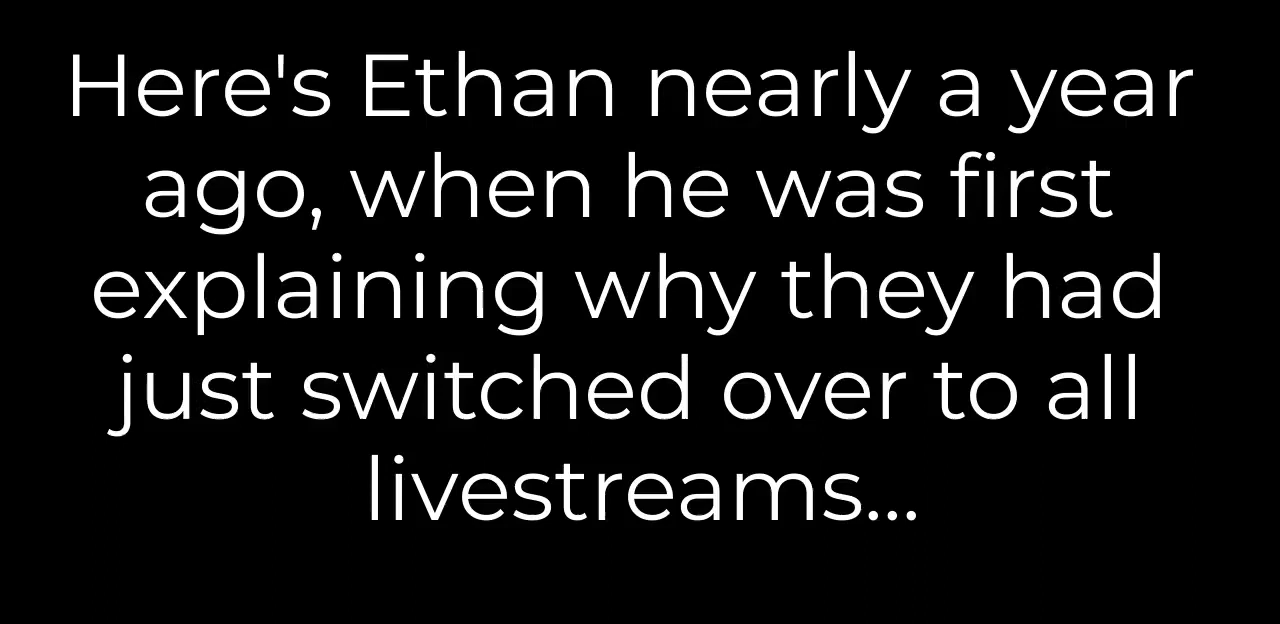 Here's Ethan nearly a year
ago, when he was first
explaining why they had
just switched over to all
livestreams...